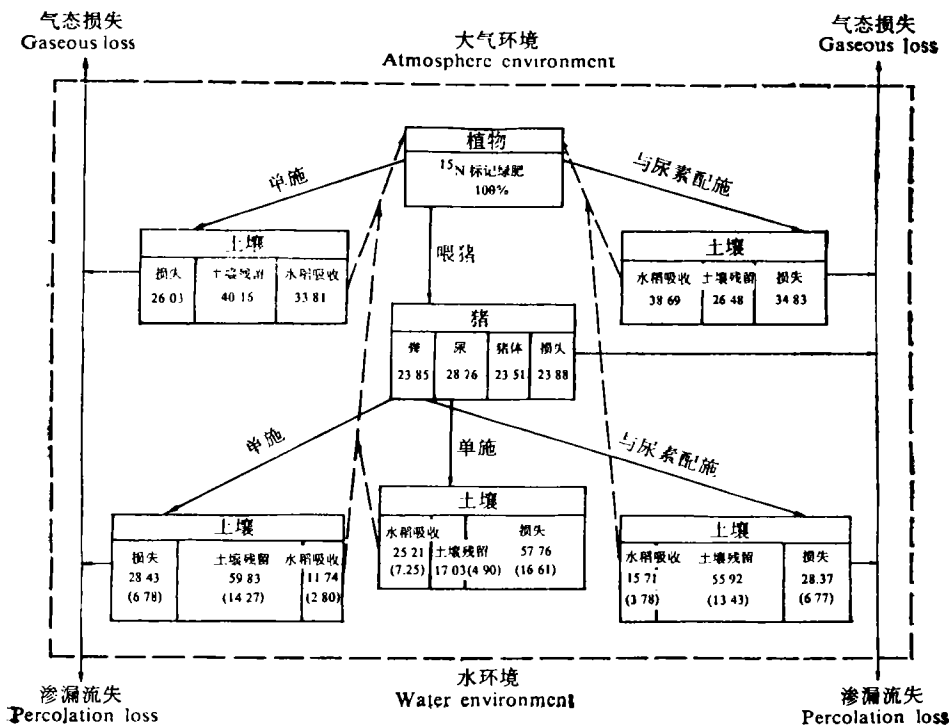 气态损失
Gaseous loss
大气环境
Atmosphere environment
气态损失
Gaseous loss
植物
15N 标记绿肥
100%
单施
与尿素配施
喂猪
土壤
损失 土壤残留 水稻吸收
26 03 40 15 33 81
土壤
水稻吸收 土壤残留 损失
38 69 26 48 34 83
猪
粪 尿 猪体 损失
23 85 28 76 23 51 23 88
单施
单施
与尿素配施
土壤
损失 土壤残留 水稻吸收
28 43 59 83 11 74
(6 78) (14 27) (2 80)
土壤
水稻吸收 土壤残留 损失
25 21 17 03(4 90) 57 76
(7.25) (16 61)
土壤
水稻吸收 土壤残留 损失
15 71 55 92 28.37
(3 78) (13 43) (6 77)
渗漏流失
Percolation loss
水环境
Water environment
渗漏流失
Percolation loss